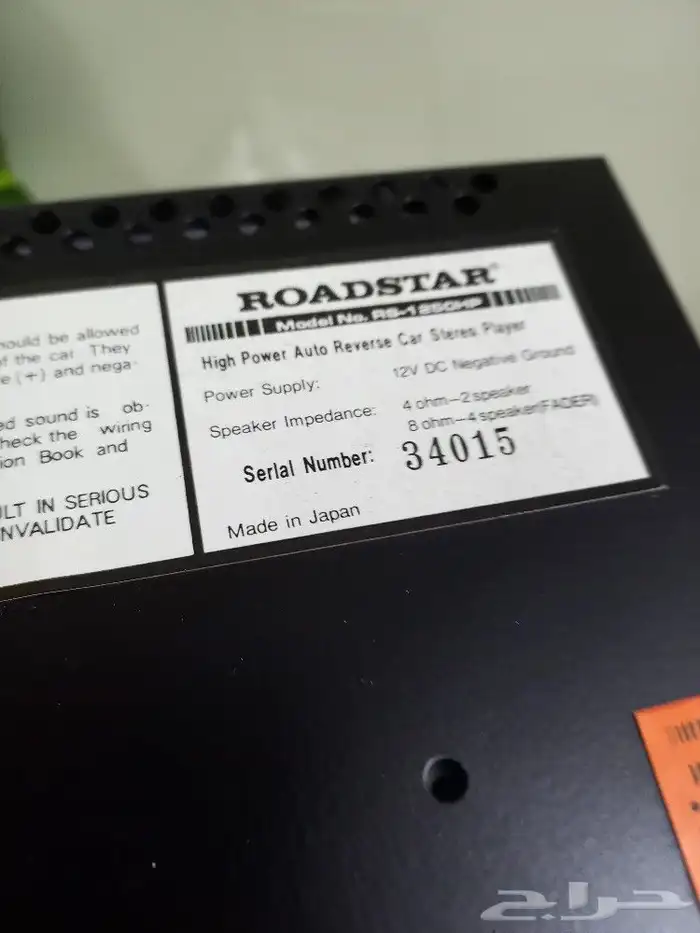 ould be allowed
of the car. They
e (+) and nega-
ed sound is ob-
heck the wiring
ion Book and
ULT IN SERIOUS
NVALIDATE
ROADSTAR
Model No. RS-1250HP
High Power Auto Reverse Car Stereo Player
Power Supply: 12V DC Negative Ground
Speaker Impedance: 4 ohm-2 speaker
8 ohm-4 speaker(FADER)
Serial Number: 34015
Made in Japan
حراج